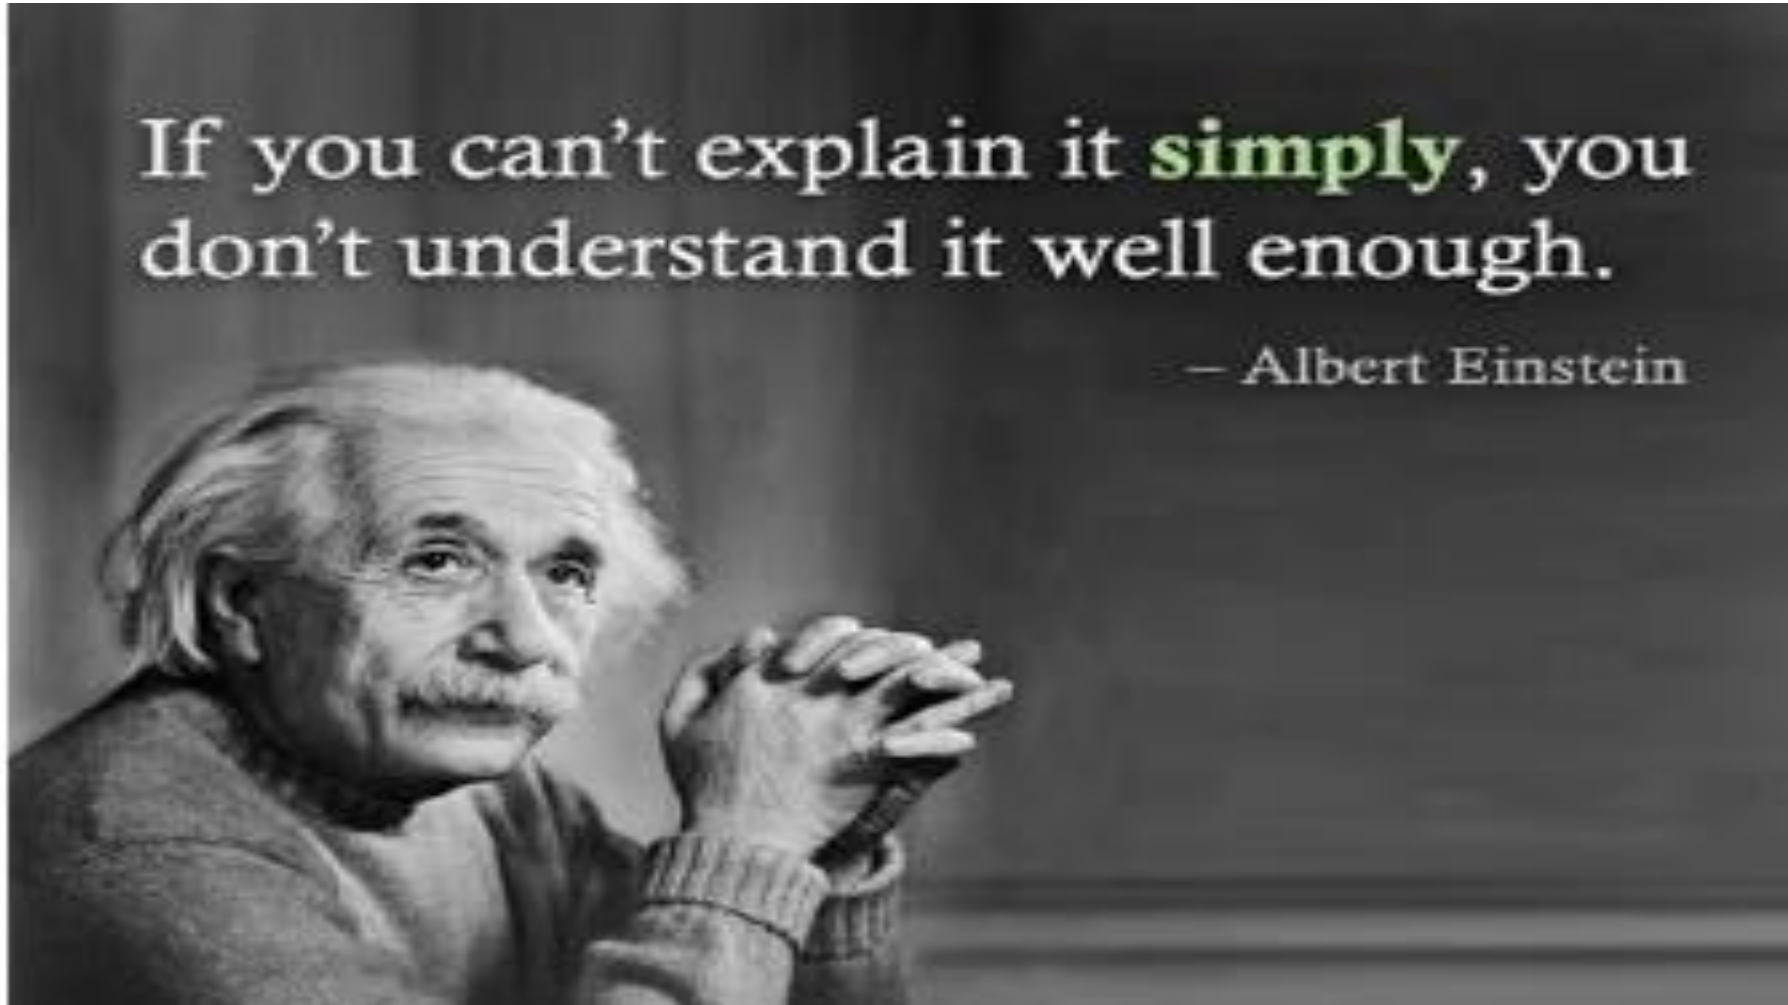 If you can't explain it simply, you
don't understand it well enough.
– Albert Einstein